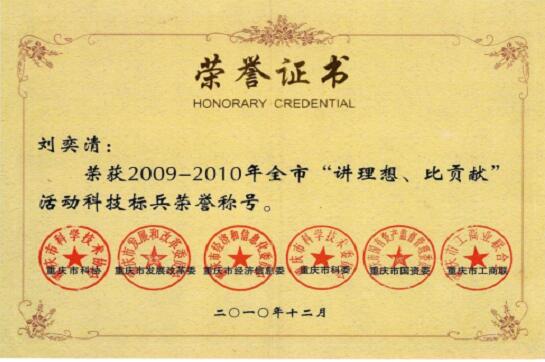 荣誉证书
HONORARY CREDENTIAL
刘奕清：
荣获2009-2010年全市“讲理想、比贡献”
活动科技标兵荣誉称号。
重庆市科协 重庆市发展改革委 重庆市经济信息委 重庆市科委 重庆市国资委 重庆市工商联
二〇一〇年十二月